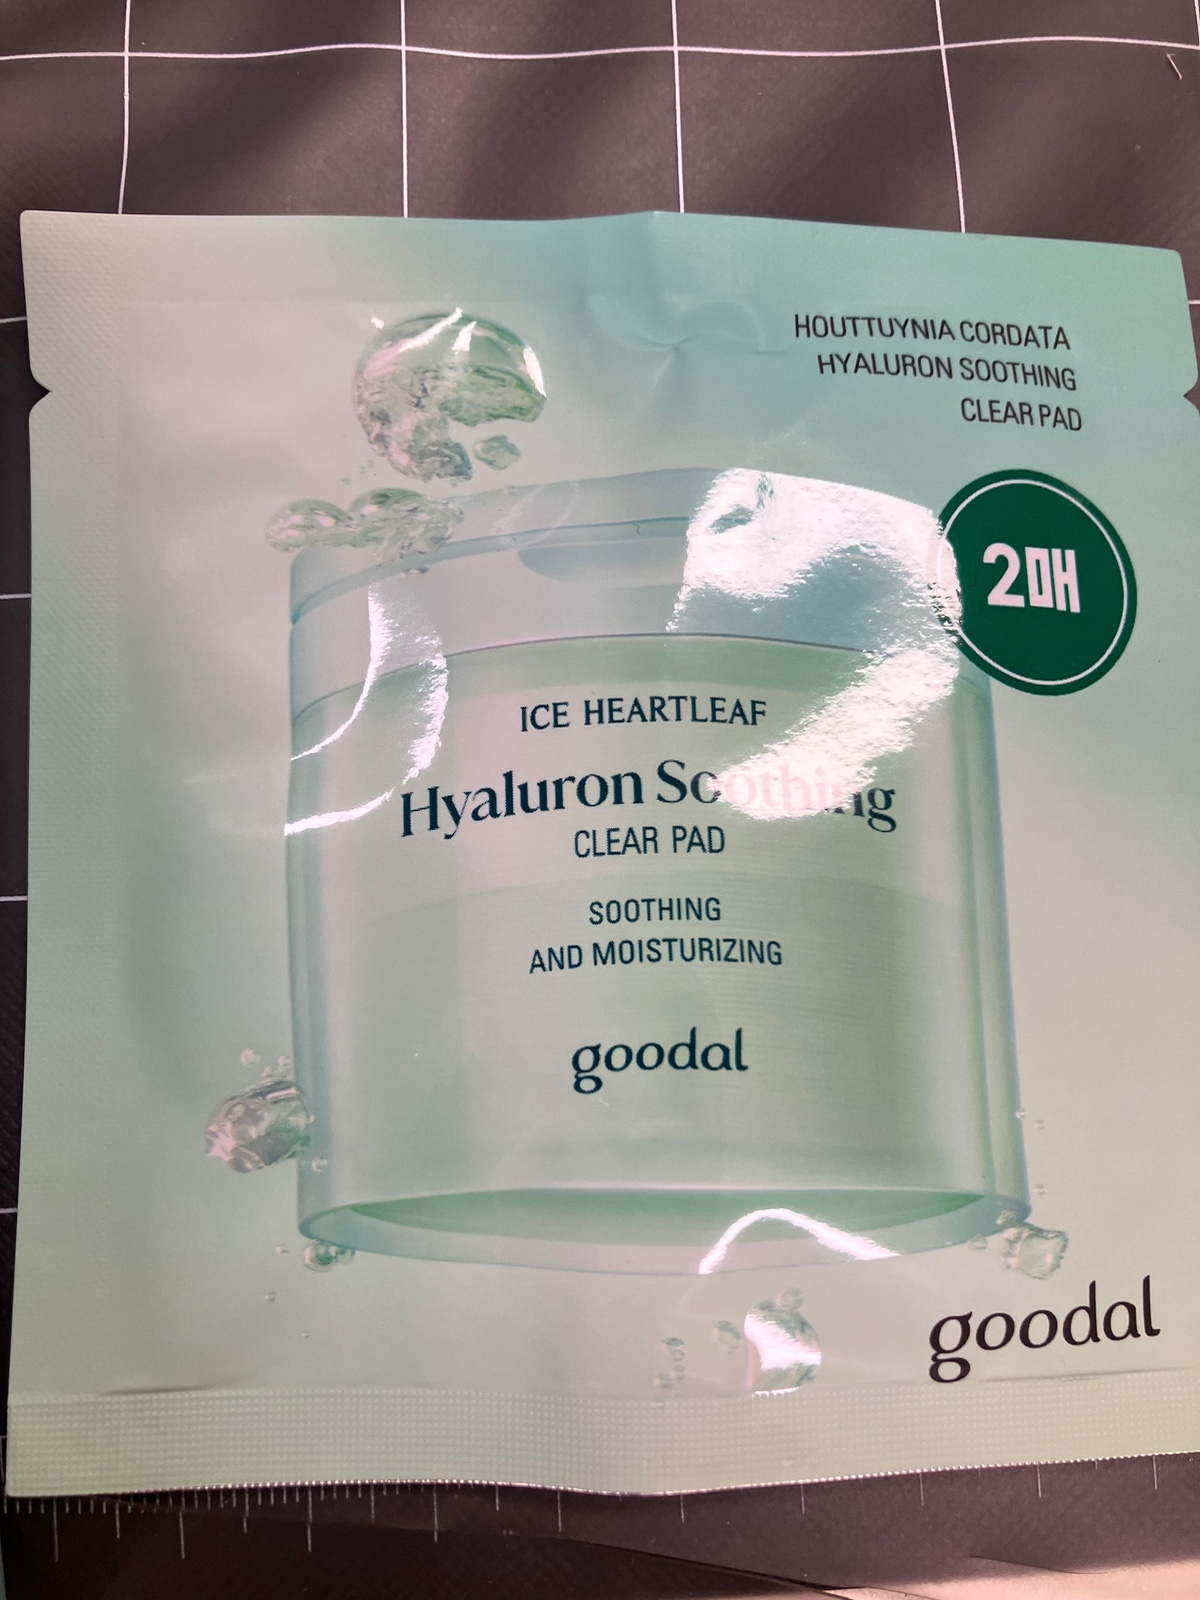 HOUTTUYNIA CORDATA
HYALURON SOOTHING
CLEAR PAD
2매
ICE HEARTLEAF
Hyaluron Soothing
CLEAR PAD
SOOTHING
AND MOISTURIZING
goodal
goodal